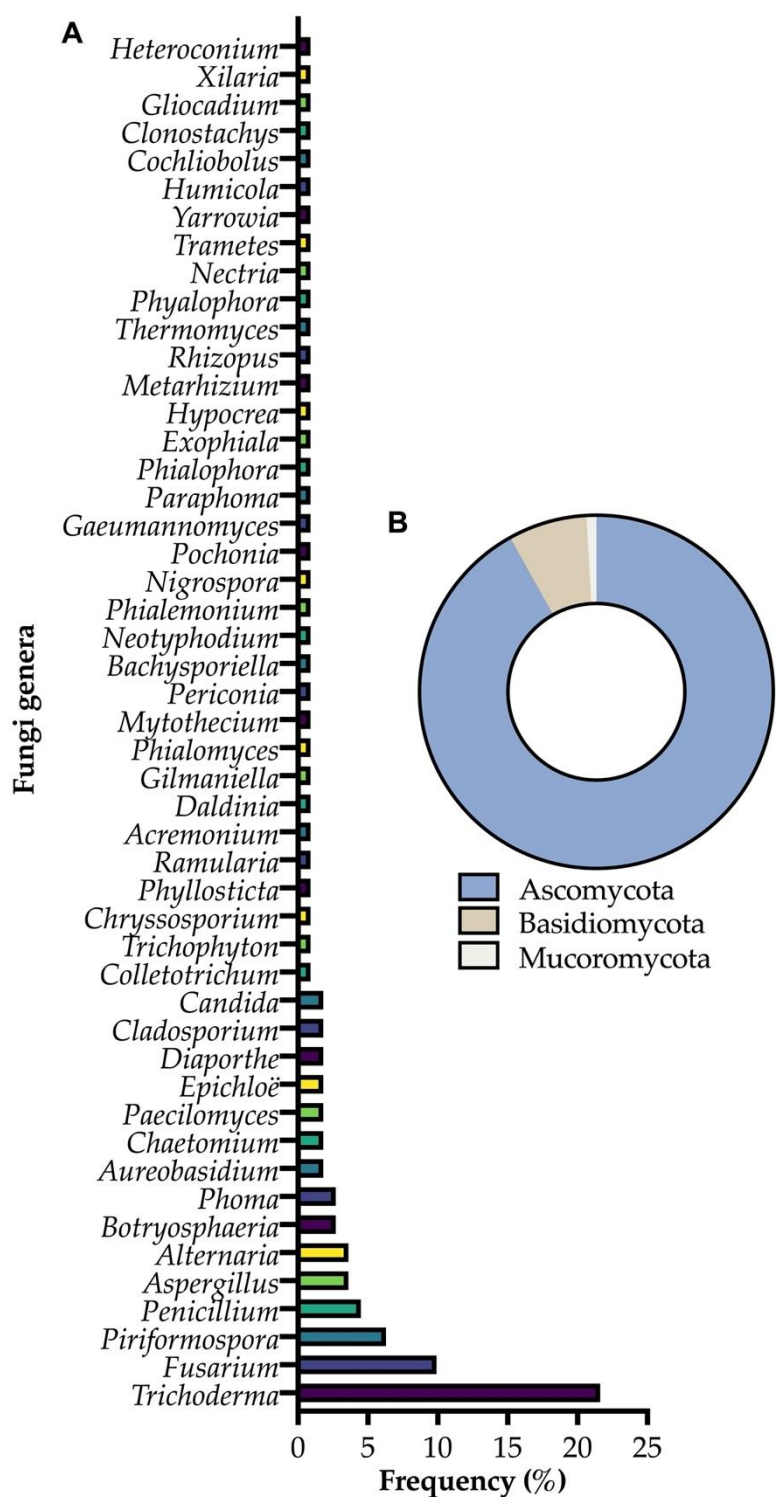 A
Heteroconium
Xilaria
Gliocadium
Clonostachys
Cochliobolus
Humicola
Yarrowia
Trametes
Nectria
Phyalophora
Thermomyces
Rhizopus
Metarhizium
Hypocrea
Exophiala
Phialophora
Paraphoma
Gaeumannomyces
Pochonia
Nigrospora
Phialemonium
Neotyphodium
Bachysporiella
Periconia
Mytothecium
Phialomyces
Gilmaniella
Daldinia
Acremonium
Ramularia
Phyllosticta
Chryssosporium
Trichophyton
Colletotrichum
Candida
Cladosporium
Diaporthe
Epichloë
Paecilomyces
Chaetomium
Aureobasidium
Phoma
Botryosphaeria
Alternaria
Aspergillus
Penicillium
Piriformospora
Fusarium
Trichoderma
Fungi genera
0 5 10 15 20 25
Frequency (%)
B
Ascomycota
Basidiomycota
Mucoromycota